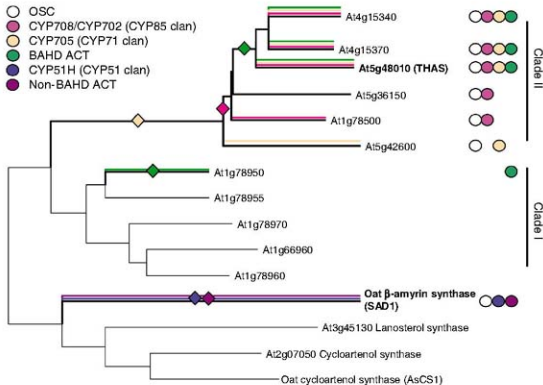 OSC
CYP708/CYP702 (CYP85 clan)
CYP705 (CYP71 clan)
BAHD ACT
CYP51H (CYP51 clan)
Non-BAHD ACT
At4g15340
At4g15370
At5g48010 (THAS)
At5g36150
At1g78500
At5g42600
Clade II
At1g78950
At1g78955
At1g78970
At1g66960
At1g78960
Clade I
Oat β-amyrin synthase
(SAD1)
At3g45130 Lanosterol synthase
At2g07050 Cycloartenol synthase
Oat cycloartenol synthase (AsCS1)